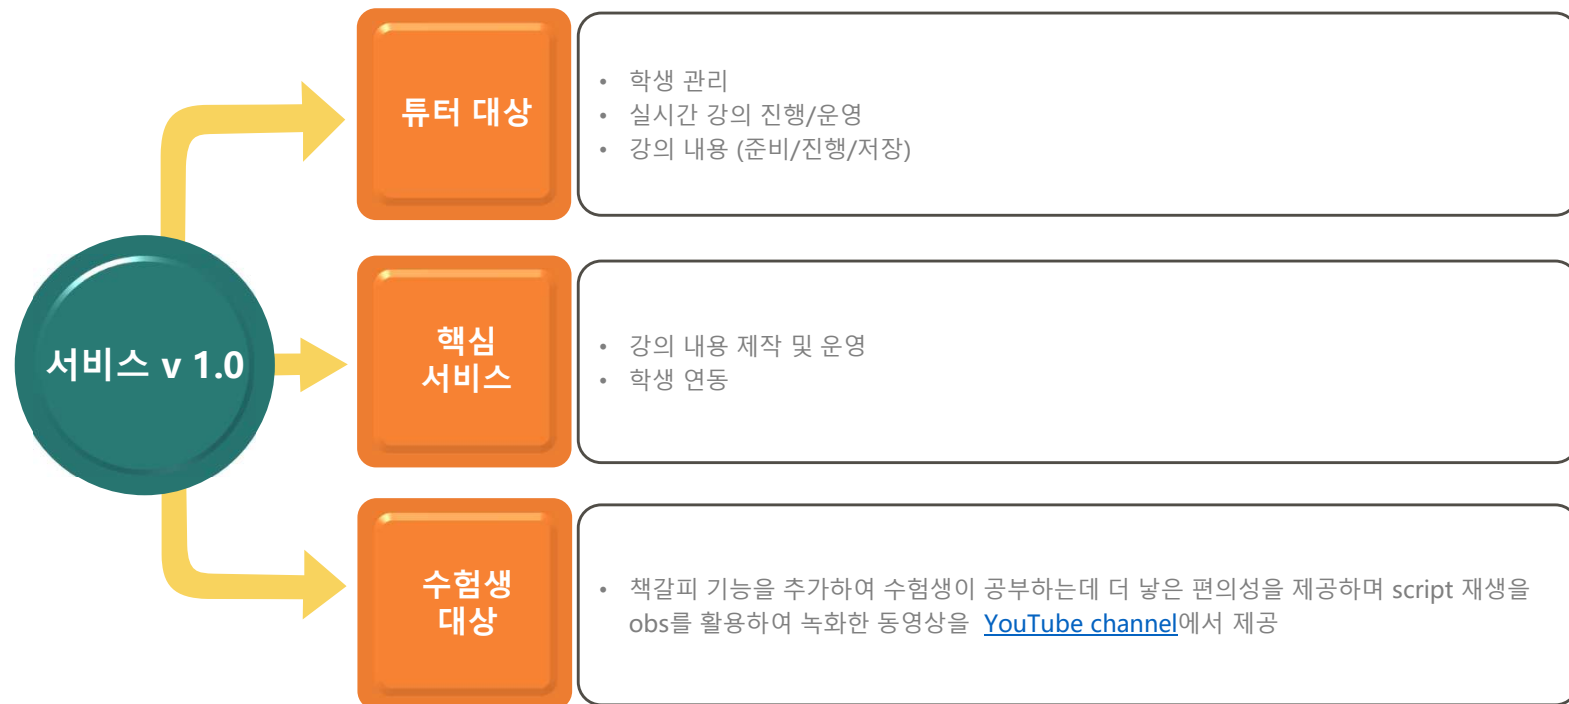 튜터 대상
• 학생 관리
• 실시간 강의 진행/운영
• 강의 내용 (준비/진행/저장)
서비스 v 1.0
핵심
서비스
• 강의 내용 제작 및 운영
• 학생 연동
수험생
대상
• 책갈피 기능을 추가하여 수험생이 공부하는데 더 낳은 편의성을 제공하며 script 재생을
obs를 활용하여 녹화한 동영상을 YouTube channel에서 제공